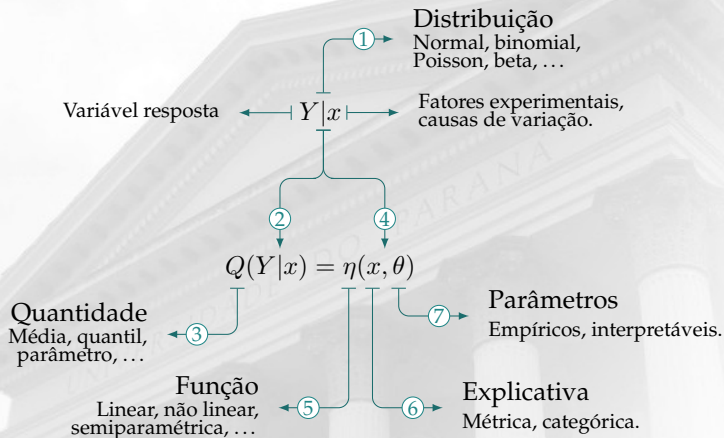 Distribuição
① Normal, binomial,
Poisson, beta, …
Variável resposta
Y|x
Fatores experimentais,
causas de variação.
② ④
Q(Y|x) = η(x, θ)
Quantidade
Média, quantil,
parâmetro, …
③
⑦
Parâmetros
Empíricos, interpretáveis.
Função
Linear, não linear,
semiparamétrica, …
⑤ ⑥
Explicativa
Métrica, categórica.